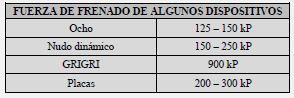 FUERZA DE FRENADO DE ALGUNOS DISPOSITIVOS
Ocho 125 – 150 kP
Nudo dinámico 150 – 250 kP
GRIGRI 900 kP
Placas 200 – 300 kP